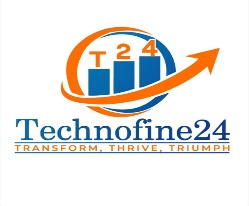 T24
Technofine24
TRANSFORM, THRIVE, TRIUMPH